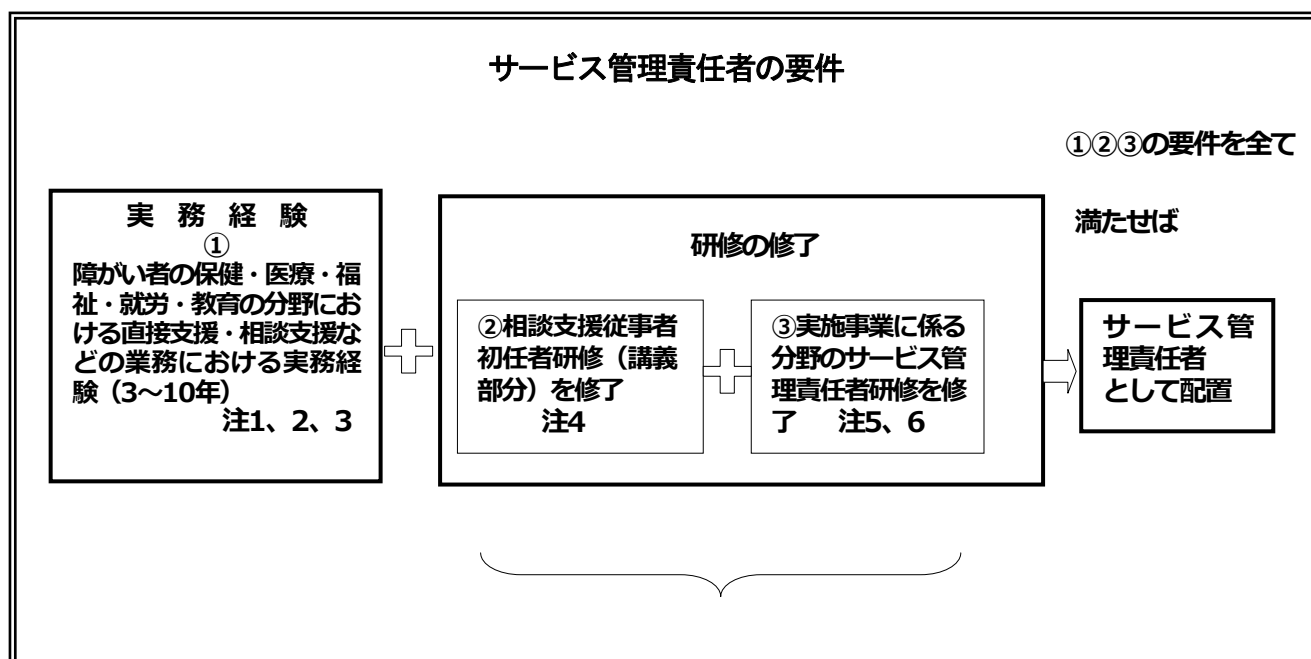 サービス管理責任者の要件
①②③の要件を全て
満たせば
実 務 経 験
①
障がい者の保健・医療・福
祉・就労・教育の分野にお
ける直接支援・相談支援な
どの業務における実務経
験（3～10年）
注1、2、3
研修の修了
②相談支援従事者
初任者研修（講義
部分）を修了
注4
③実施事業に係る
分野のサービス管
理責任者研修を修
了 注5、6
サービス管
理責任者
として配置